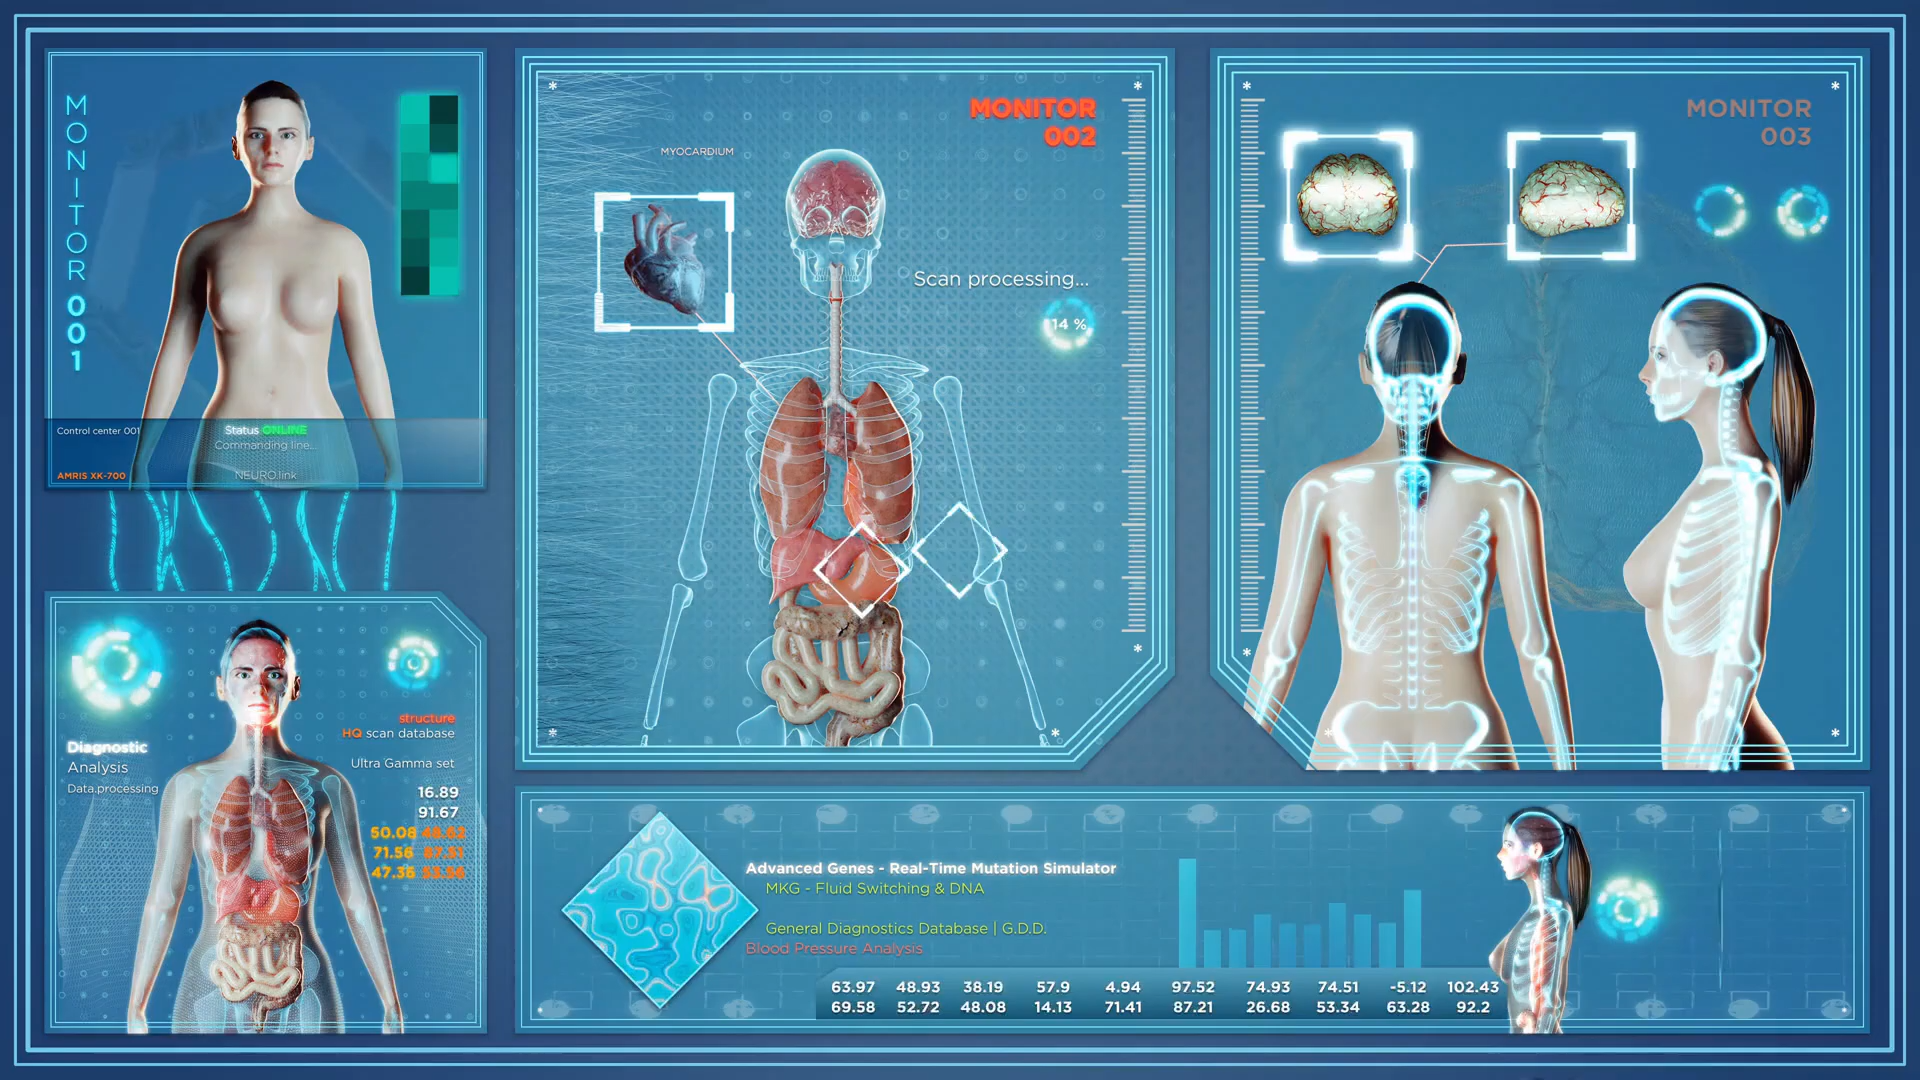 MONITOR 001
Control center 001
Status ONLINE
Commanding line...
AMRIS XK-700
NEURO.link
structure
HQ scan database
Diagnostic
Analysis
Data.processing
Ultra Gamma set
16.89
91.67
50.08
71.56
47.36
MONITOR
002
MYOCARDIUM
Scan processing...
14 %
MONITOR
003
Advanced Genes - Real-Time Mutation Simulator
MKG - Fluid Switching & DNA
General Diagnostics Database | G.D.D.
Blood Pressure Analysis
63.97 48.93 38.19 57.9 4.94 97.52 74.93 74.51 -5.12 102.43
69.58 52.72 48.08 14.13 71.41 87.21 26.68 53.34 63.28 92.2